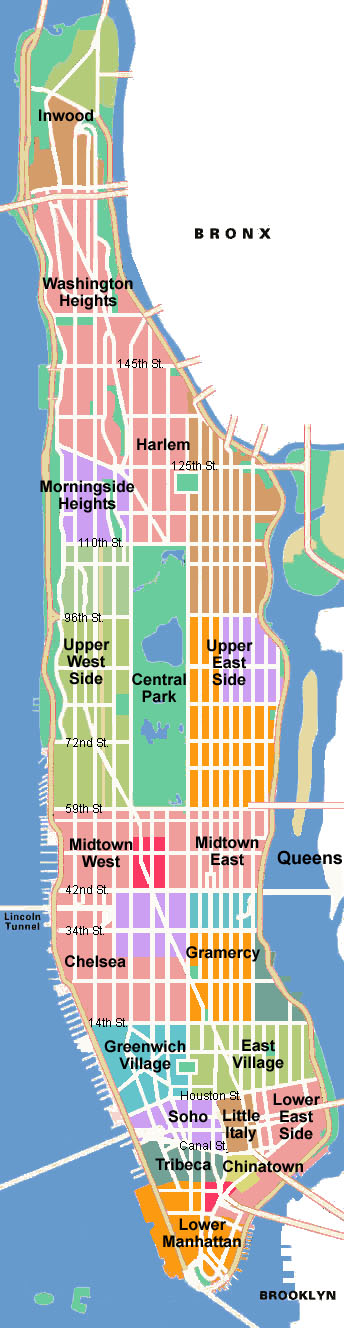 Inwood
BRONX
Washington
Heights
145th St.
Harlem
125th St.
Morningside
Heights
110th St.
96th St.
Upper
West
Side
Upper
East
Side
Central
Park
72nd St.
59th St.
Midtown
West
Midtown
East
Queens
42nd St.
Lincoln
Tunnel
34th St.
Chelsea
Gramercy
14th St.
Greenwich
Village
East
Village
Houston St.
Soho
Little
Italy
Lower
East
Side
Canal St.
Tribeca
Chinatown
Lower
Manhattan
BROOKLYN